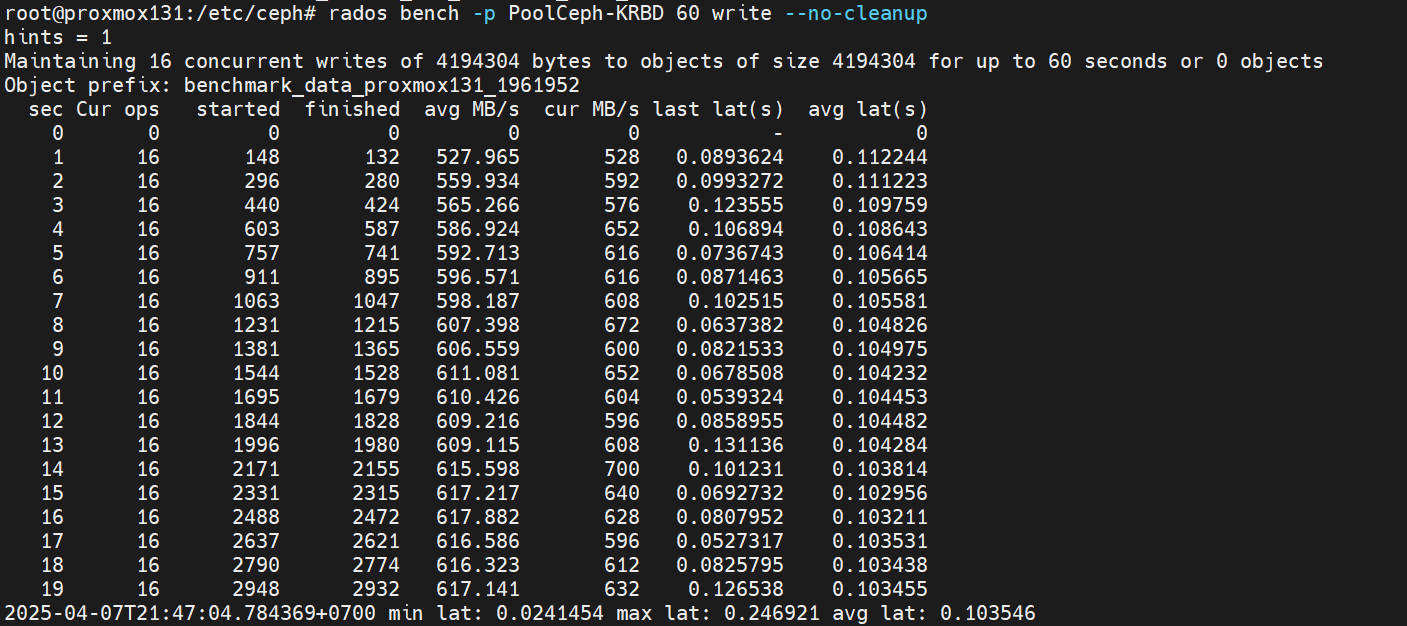 root@proxmox131:/etc/ceph# rados bench -p PoolCeph-KRBD 60 write --no-cleanup
hints = 1
Maintaining 16 concurrent writes of 4194304 bytes to objects of size 4194304 for up to 60 seconds or 0 objects
Object prefix: benchmark_data_proxmox131_1961952
sec Cur ops started finished avg MB/s cur MB/s last lat(s) avg lat(s)
0 0 0 0 0 0 - 0
1 16 148 132 527.965 528 0.0893624 0.112244
2 16 296 280 559.934 592 0.0993272 0.111223
3 16 440 424 565.266 576 0.123555 0.109759
4 16 603 587 586.924 652 0.106894 0.108643
5 16 757 741 592.713 616 0.0736743 0.106414
6 16 911 895 596.571 616 0.0871463 0.105665
7 16 1063 1047 598.187 608 0.102515 0.105581
8 16 1231 1215 607.398 672 0.0637382 0.104826
9 16 1381 1365 606.559 600 0.0821533 0.104975
10 16 1544 1528 611.081 652 0.0678508 0.104232
11 16 1695 1679 610.426 604 0.0539324 0.104453
12 16 1844 1828 609.216 596 0.0858955 0.104482
13 16 1996 1980 609.115 608 0.131136 0.104284
14 16 2171 2155 615.598 700 0.101231 0.103814
15 16 2331 2315 617.217 640 0.0692732 0.102956
16 16 2488 2472 617.882 628 0.0807952 0.103211
17 16 2637 2621 616.586 596 0.0527317 0.103531
18 16 2790 2774 616.323 612 0.0825795 0.103438
19 16 2948 2932 617.141 632 0.126538 0.103455
2025-04-07T21:47:04.784369+0700 min lat: 0.0241454 max lat: 0.246921 avg lat: 0.103546